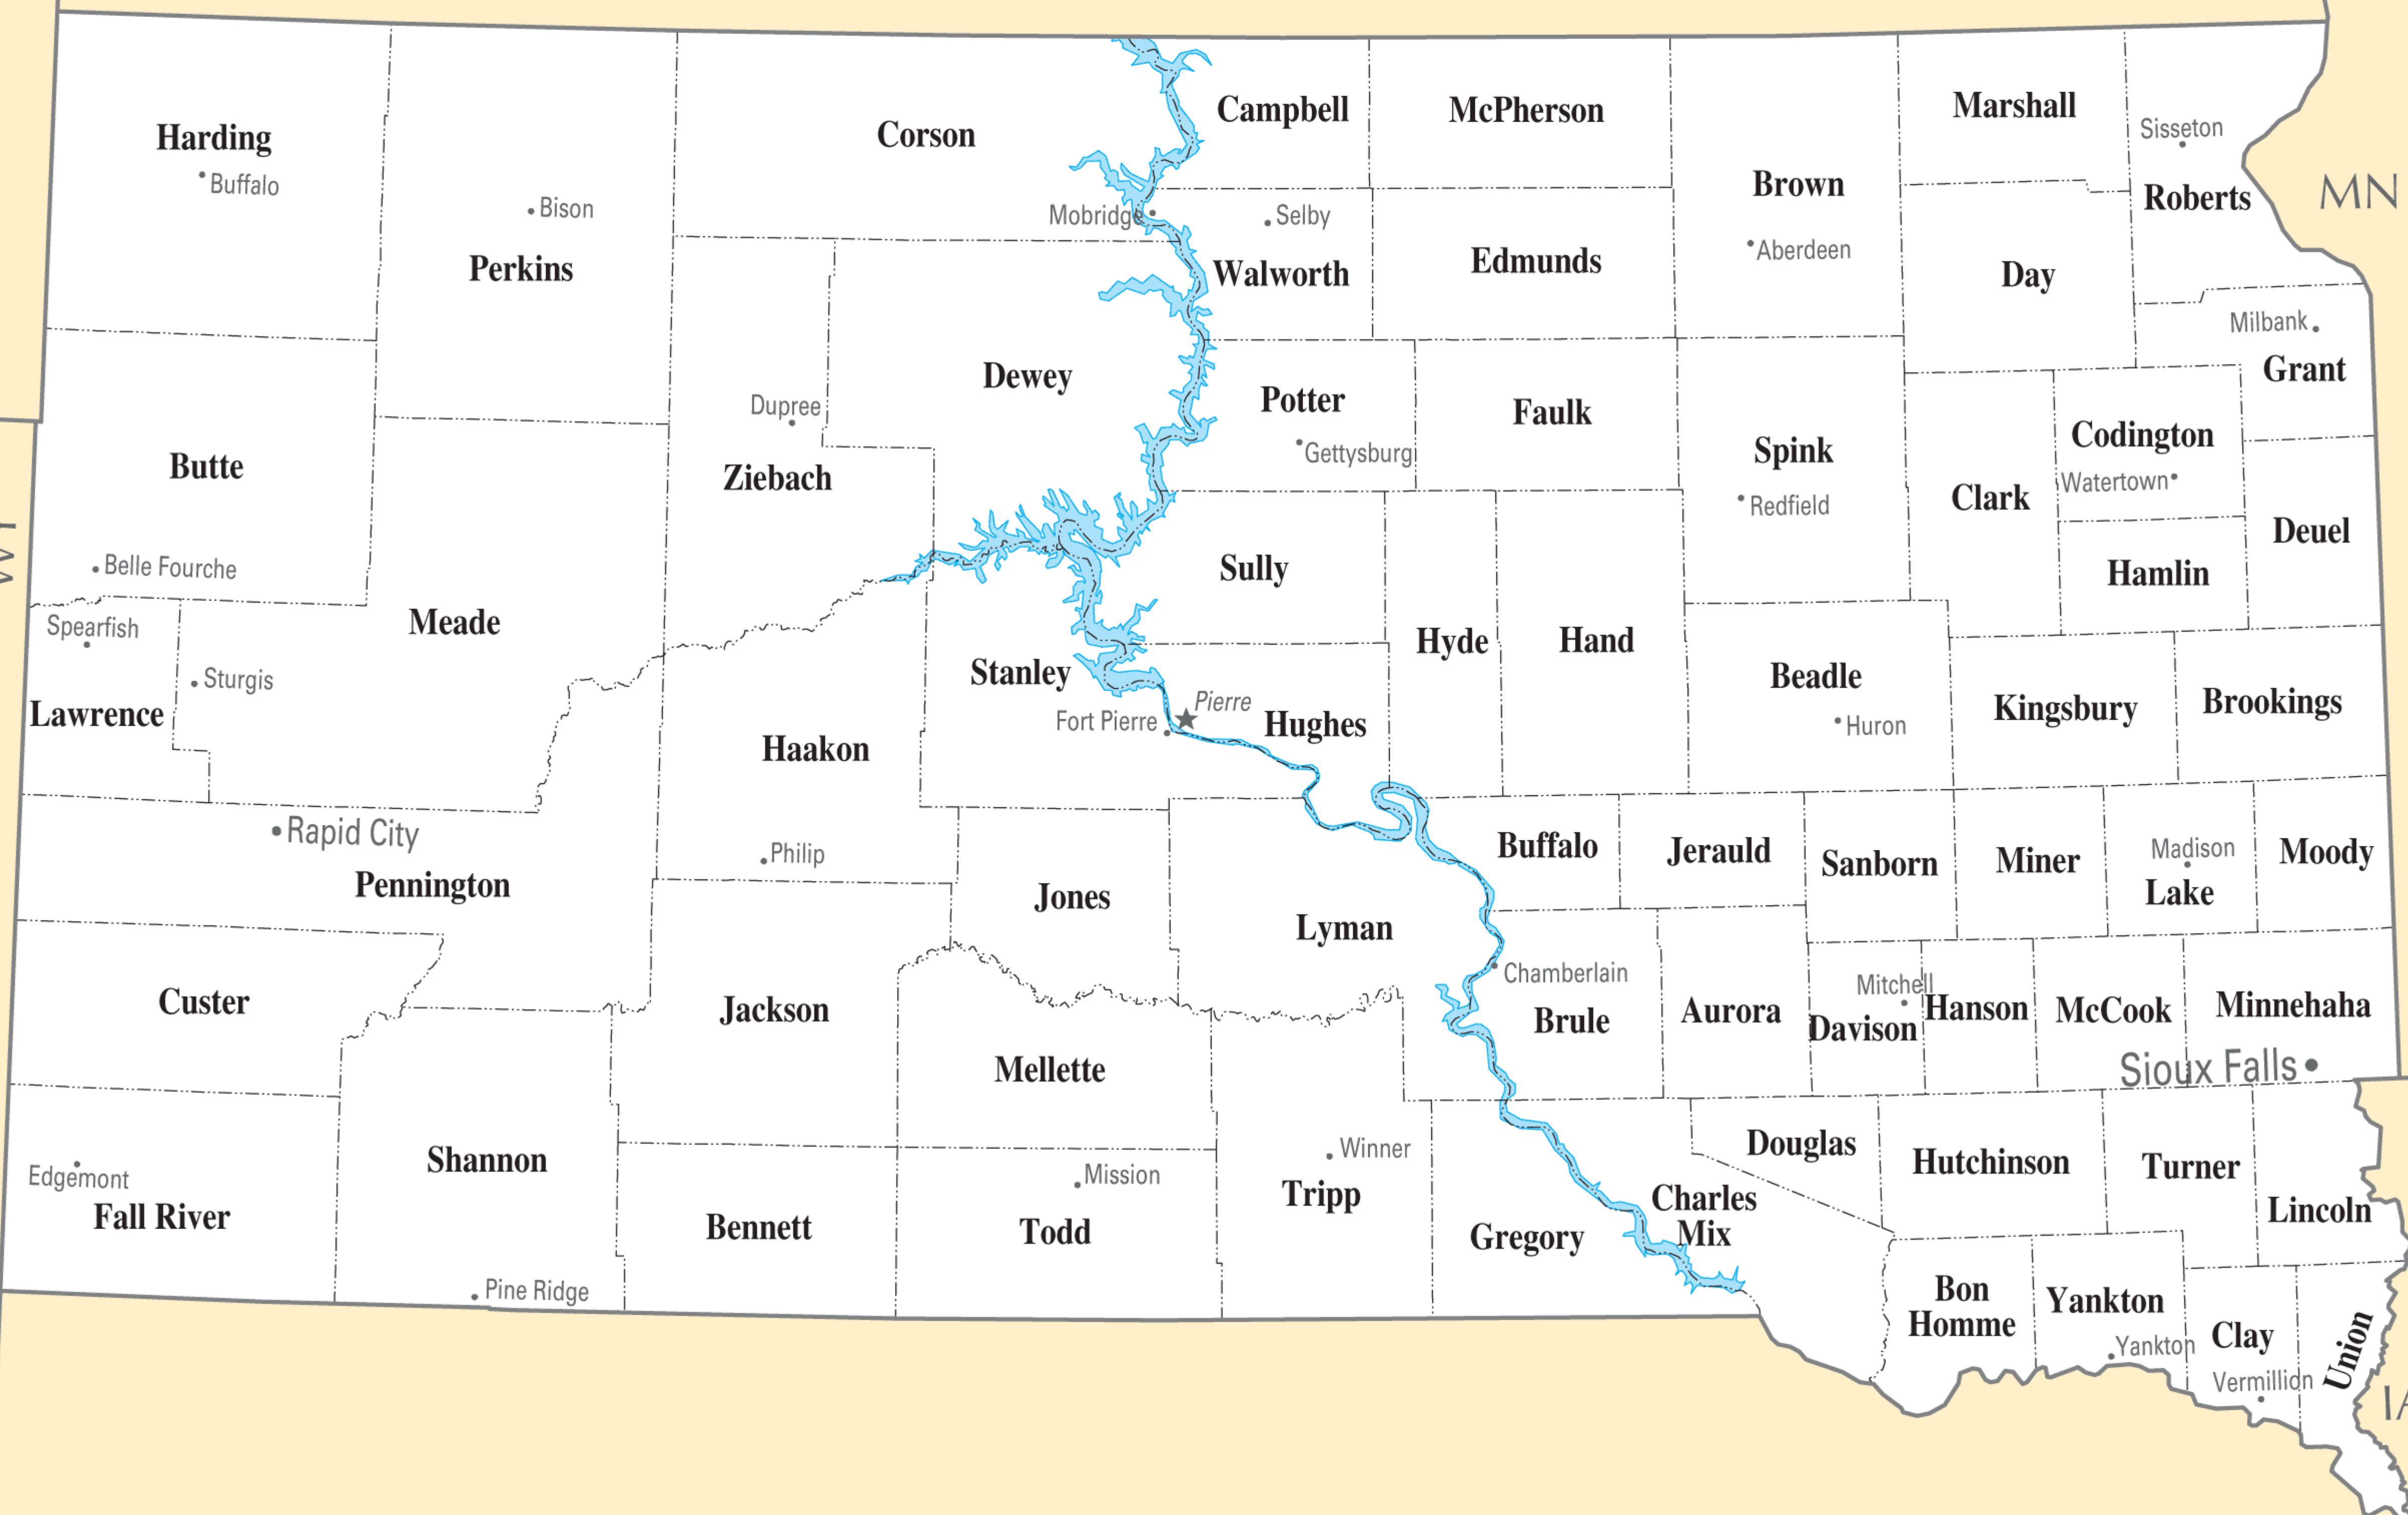 Harding
Buffalo
Bison
Perkins
Corson
Mobridge
Campbell
McPherson
Brown
Aberdeen
Marshall
Sisseton
Roberts
MN
Selby
Walworth
Edmunds
Day
Milbank
Grant
Butte
Belle Fourche
Dewey
Dupree
Ziebach
Potter
Gettysburg
Faulk
Spink
Redfield
Clark
Codington
Watertown
Hamlin
Deuel
WY
Spearfish
Lawrence
Sturgis
Meade
Stanley
Fort Pierre
Pierre
Sully
Hughes
Hyde
Hand
Beadle
Huron
Kingsbury
Brookings
Haakon
Philip
Rapid City
Pennington
Jones
Lyman
Buffalo
Jerauld
Sanborn
Miner
Madison
Lake
Moody
Custer
Jackson
Mellette
Chamberlain
Brule
Aurora
Mitchell
Davison
Hanson
McCook
Minnehaha
Sioux Falls
Edgemont
Fall River
Shannon
Pine Ridge
Bennett
Mission
Todd
Winner
Tripp
Gregory
Charles
Mix
Douglas
Hutchinson
Turner
Lincoln
Bon
Homme
Yankton
Yankton
Clay
Vermillion
Union
IA